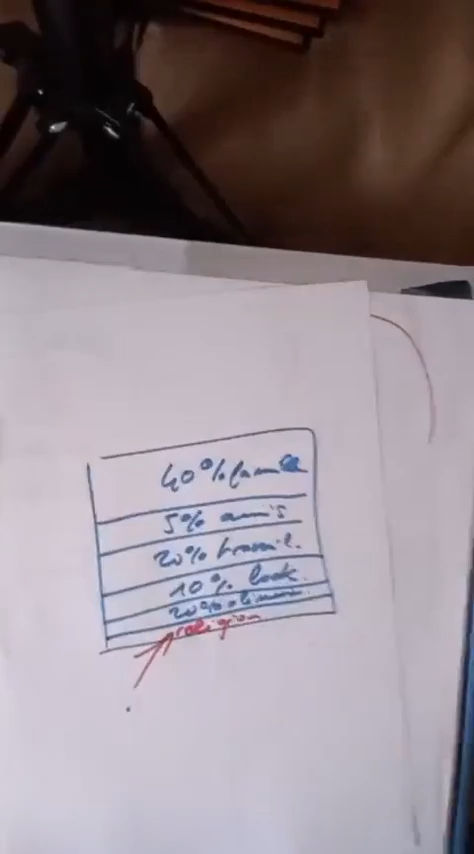 40% famille
5% amis
20% travail.
10% look.
20%
religion